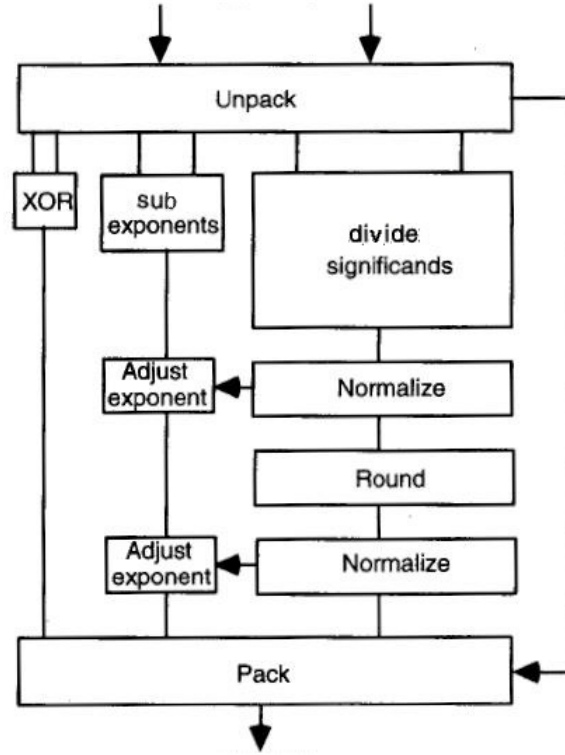 Unpack
XOR
sub
exponents
divide
significands
Adjust
exponent
Normalize
Round
Adjust
exponent
Normalize
Pack